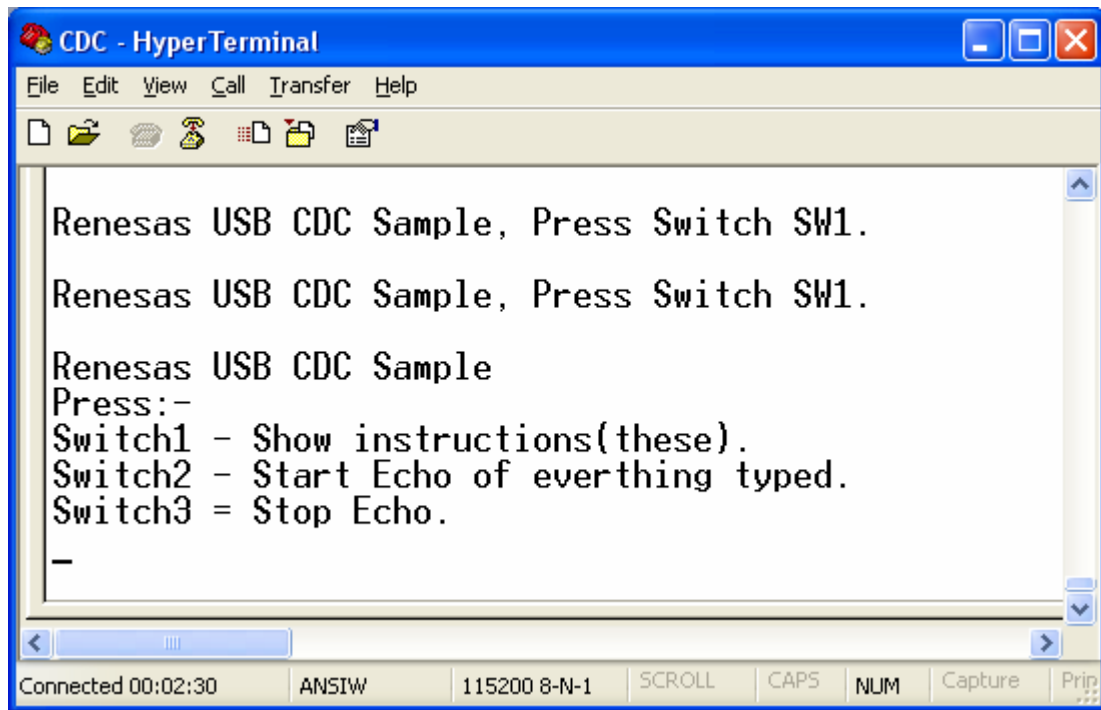 CDC - HyperTerminal
File Edit View Call Transfer Help
Renesas USB CDC Sample, Press Switch SW1.
Renesas USB CDC Sample, Press Switch SW1.
Renesas USB CDC Sample
Press:-
Switch1 - Show instructions(these).
Switch2 - Start Echo of everthing typed.
Switch3 = Stop Echo.
Connected 00:02:30 ANSIW 115200 8-N-1 SCROLL CAPS NUM Capture Prin